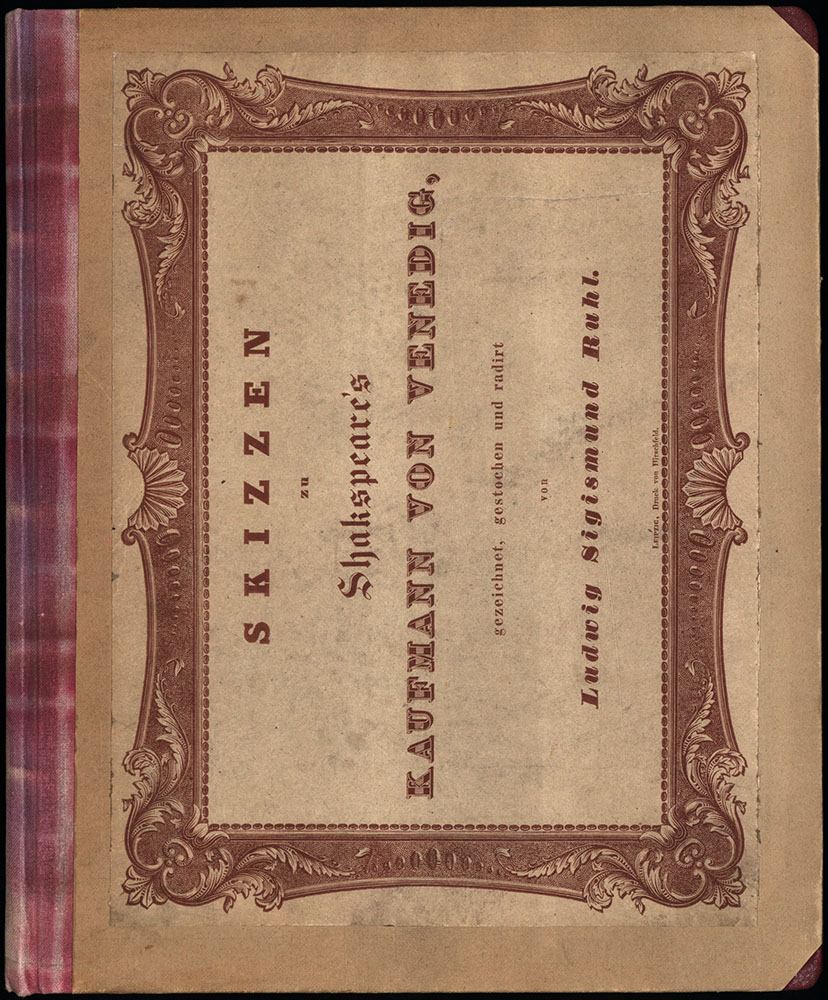 SKIZZEN
zu
Shakspeare's
KAUFMANN VON VENEDIG,
gezeichnet, gestochen und radirt
von
Ludwig Sigismund Ruhl.
Leipzig, Druck von Hirschfeld.